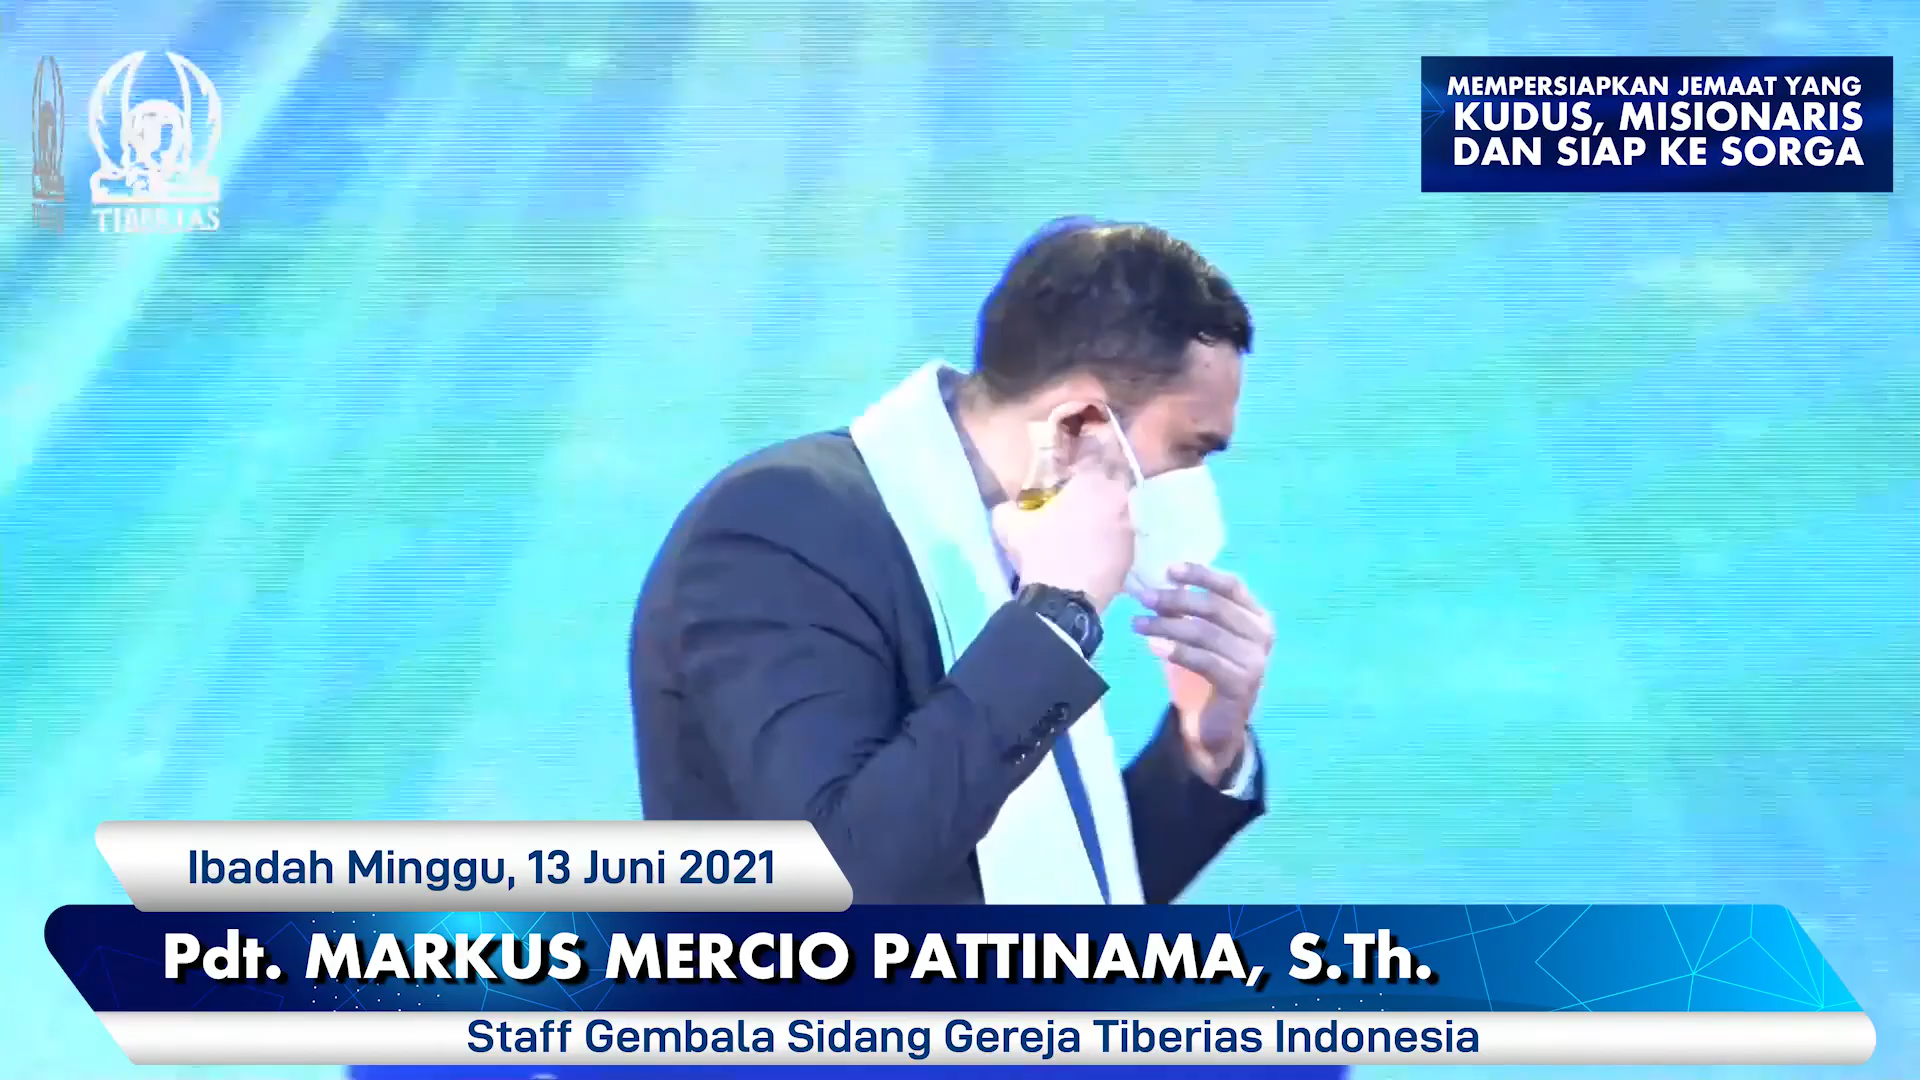 TIBERIAS
MEMPERSIAPKAN JEMAAT YANG
KUDUS, MISIONARIS
DAN SIAP KE SORGA
Ibadah Minggu, 13 Juni 2021
Pdt. MARKUS MERCIO PATTINAMA, S.Th.
Staff Gembala Sidang Gereja Tiberias Indonesia